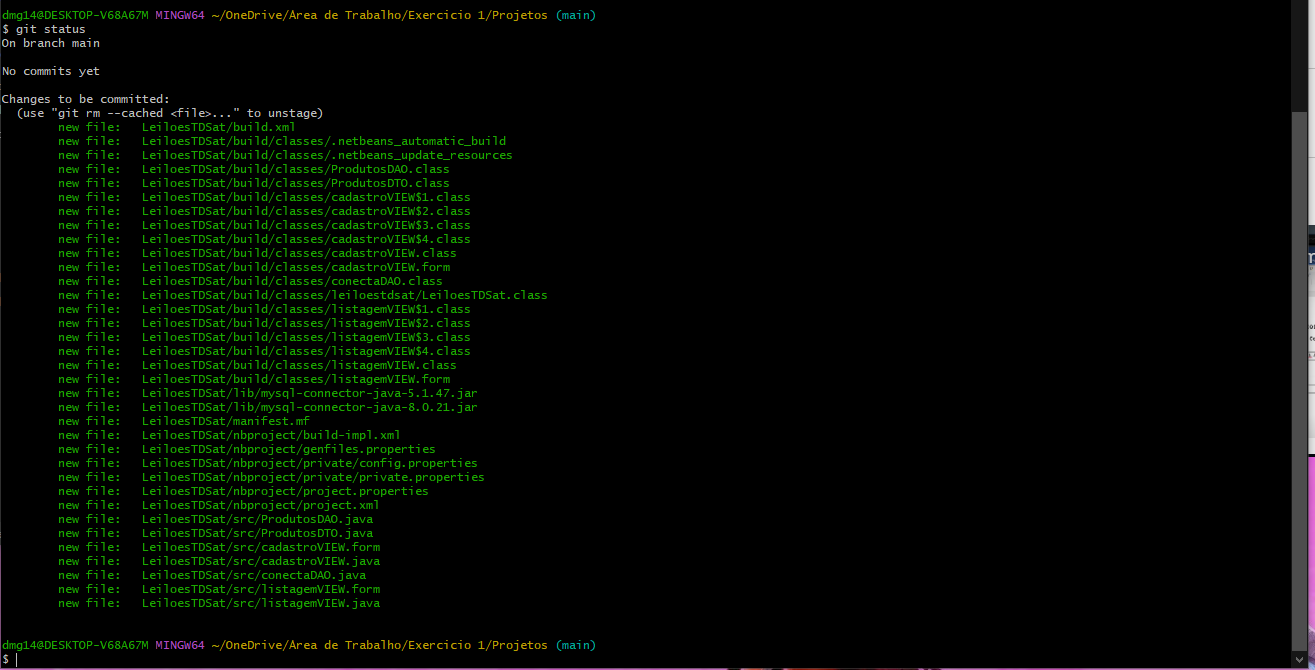 dmg14@DESKTOP-V68A67M MINGW64 ~/OneDrive/Área de Trabalho/Exercicio 1/Projetos (main)
$ git status
On branch main
No commits yet
Changes to be committed:
  (use "git rm --cached <file>..." to unstage)
        new file:   LeiloesTDSat/build.xml
        new file:   LeiloesTDSat/build/classes/.netbeans_automatic_build
        new file:   LeiloesTDSat/build/classes/.netbeans_update_resources
        new file:   LeiloesTDSat/build/classes/ProdutosDAO.class
        new file:   LeiloesTDSat/build/classes/ProdutosDTO.class
        new file:   LeiloesTDSat/build/classes/cadastroVIEW$1.class
        new file:   LeiloesTDSat/build/classes/cadastroVIEW$2.class
        new file:   LeiloesTDSat/build/classes/cadastroVIEW$3.class
        new file:   LeiloesTDSat/build/classes/cadastroVIEW$4.class
        new file:   LeiloesTDSat/build/classes/cadastroVIEW.class
        new file:   LeiloesTDSat/build/classes/cadastroVIEW.form
        new file:   LeiloesTDSat/build/classes/conectaDAO.class
        new file:   LeiloesTDSat/build/classes/leiloestdsat/LeiloesTDSat.class
        new file:   LeiloesTDSat/build/classes/listagemVIEW$1.class
        new file:   LeiloesTDSat/build/classes/listagemVIEW$2.class
        new file:   LeiloesTDSat/build/classes/listagemVIEW$3.class
        new file:   LeiloesTDSat/build/classes/listagemVIEW$4.class
        new file:   LeiloesTDSat/build/classes/listagemVIEW.class
        new file:   LeiloesTDSat/build/classes/listagemVIEW.form
        new file:   LeiloesTDSat/lib/mysql-connector-java-5.1.47.jar
        new file:   LeiloesTDSat/lib/mysql-connector-java-8.0.21.jar
        new file:   LeiloesTDSat/manifest.mf
        new file:   LeiloesTDSat/nbproject/build-impl.xml
        new file:   LeiloesTDSat/nbproject/genfiles.properties
        new file:   LeiloesTDSat/nbproject/private/config.properties
        new file:   LeiloesTDSat/nbproject/private/private.properties
        new file:   LeiloesTDSat/nbproject/project.properties
        new file:   LeiloesTDSat/nbproject/project.xml
        new file:   LeiloesTDSat/src/ProdutosDAO.java
        new file:   LeiloesTDSat/src/ProdutosDTO.java
        new file:   LeiloesTDSat/src/cadastroVIEW.form
        new file:   LeiloesTDSat/src/cadastroVIEW.java
        new file:   LeiloesTDSat/src/conectaDAO.java
        new file:   LeiloesTDSat/src/listagemVIEW.form
        new file:   LeiloesTDSat/src/listagemVIEW.java
dmg14@DESKTOP-V68A67M MINGW64 ~/OneDrive/Área de Trabalho/Exercicio 1/Projetos (main)
$